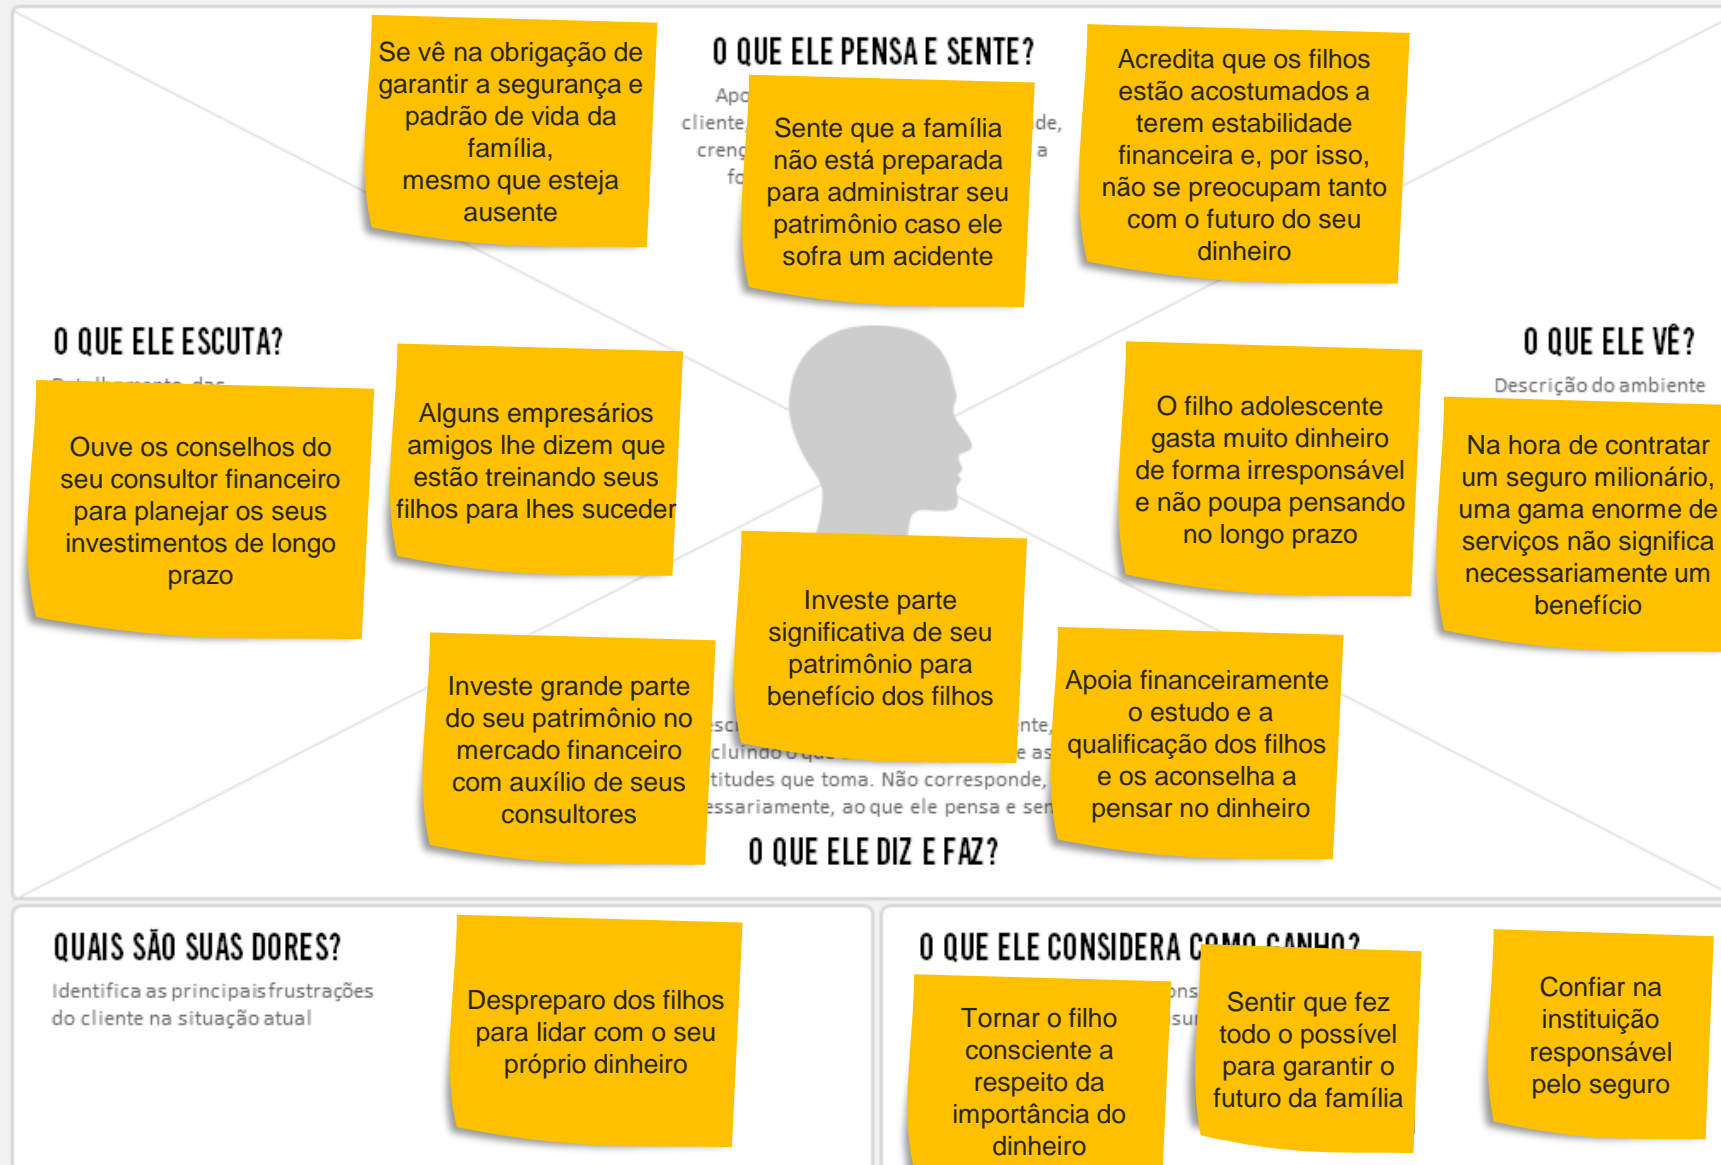 Se vê na obrigação de
garantir a segurança e
padrão de vida da
família,
mesmo que esteja
ausente
O QUE ELE PENSA E SENTE?
cliente,
Sente que a família
não está preparada
para administrar seu
patrimônio caso ele
sofra um acidente
a
Acredita que os filhos
estão acostumados a
terem estabilidade
financeira e, por isso,
não se preocupam tanto
com o futuro do seu
dinheiro
O QUE ELE ESCUTA?
Ouve os conselhos do
seu consultor financeiro
para planejar os seus
investimentos de longo
prazo
Alguns empresários
amigos lhe dizem que
estão treinando seus
filhos para lhes suceder
O filho adolescente
gasta muito dinheiro
de forma irresponsável
e não poupa pensando
no longo prazo
O QUE ELE VÊ?
Descrição do ambiente
Na hora de contratar
um seguro milionário,
uma gama enorme de
serviços não significa
necessariamente um
benefício
Investe grande parte
do seu patrimônio no
mercado financeiro
com auxílio de seus
consultores
Investe parte
significativa de seu
patrimônio para
benefício dos filhos
Apoia financeiramente
o estudo e a
qualificação dos filhos
e os aconselha a
pensar no dinheiro
e as
que toma. Não corresponde,
ao que ele pensa e
O QUE ELE DIZ E FAZ?
QUAIS SÃO SUAS DORES?
Identifica as principais frustrações
do cliente na situação atual
Despreparo dos filhos
para lidar com o seu
próprio dinheiro
O QUE ELE CONSIDERA COMO GANHO?
Tornar o filho
consciente a
respeito da
importância do
dinheiro
Sentir que fez
todo o possível
para garantir o
futuro da família
Confiar na
instituição
responsável
pelo seguro